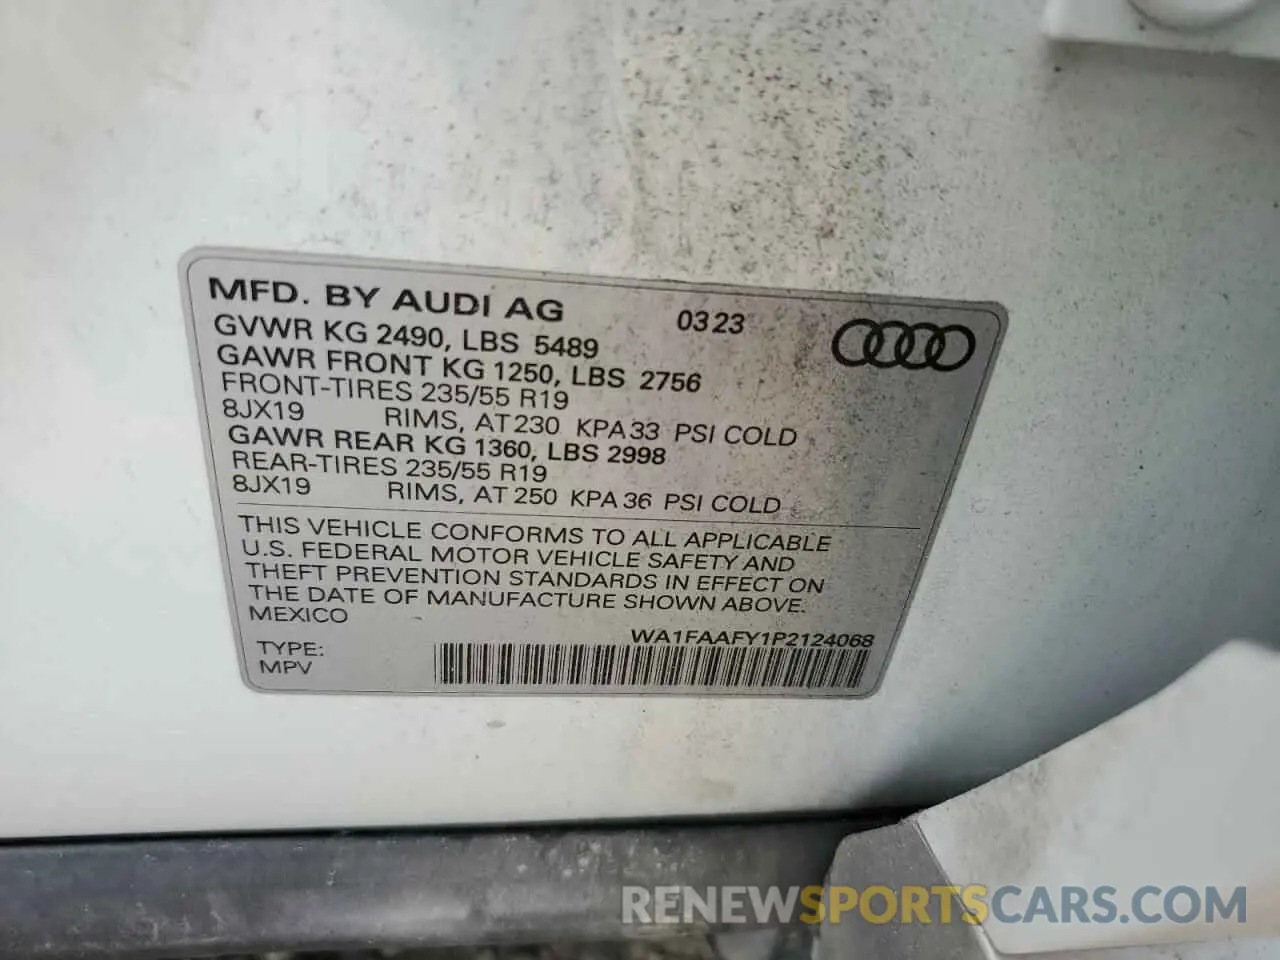 MFD. BY AUDI AG 0323
GVWR KG 2490, LBS 5489
GAWR FRONT KG 1250, LBS 2756
FRONT-TIRES 235/55 R19
8JX19 RIMS, AT 230 KPA 33 PSI COLD
GAWR REAR KG 1360, LBS 2998
REAR-TIRES 235/55 R19
8JX19 RIMS, AT 250 KPA 36 PSI COLD
THIS VEHICLE CONFORMS TO ALL APPLICABLE
U.S. FEDERAL MOTOR VEHICLE SAFETY AND
THEFT PREVENTION STANDARDS IN EFFECT ON
THE DATE OF MANUFACTURE SHOWN ABOVE.
MEXICO
WA1FAAFY1P2124068
TYPE:
MPV
RENEWSPORTSCARS.COM